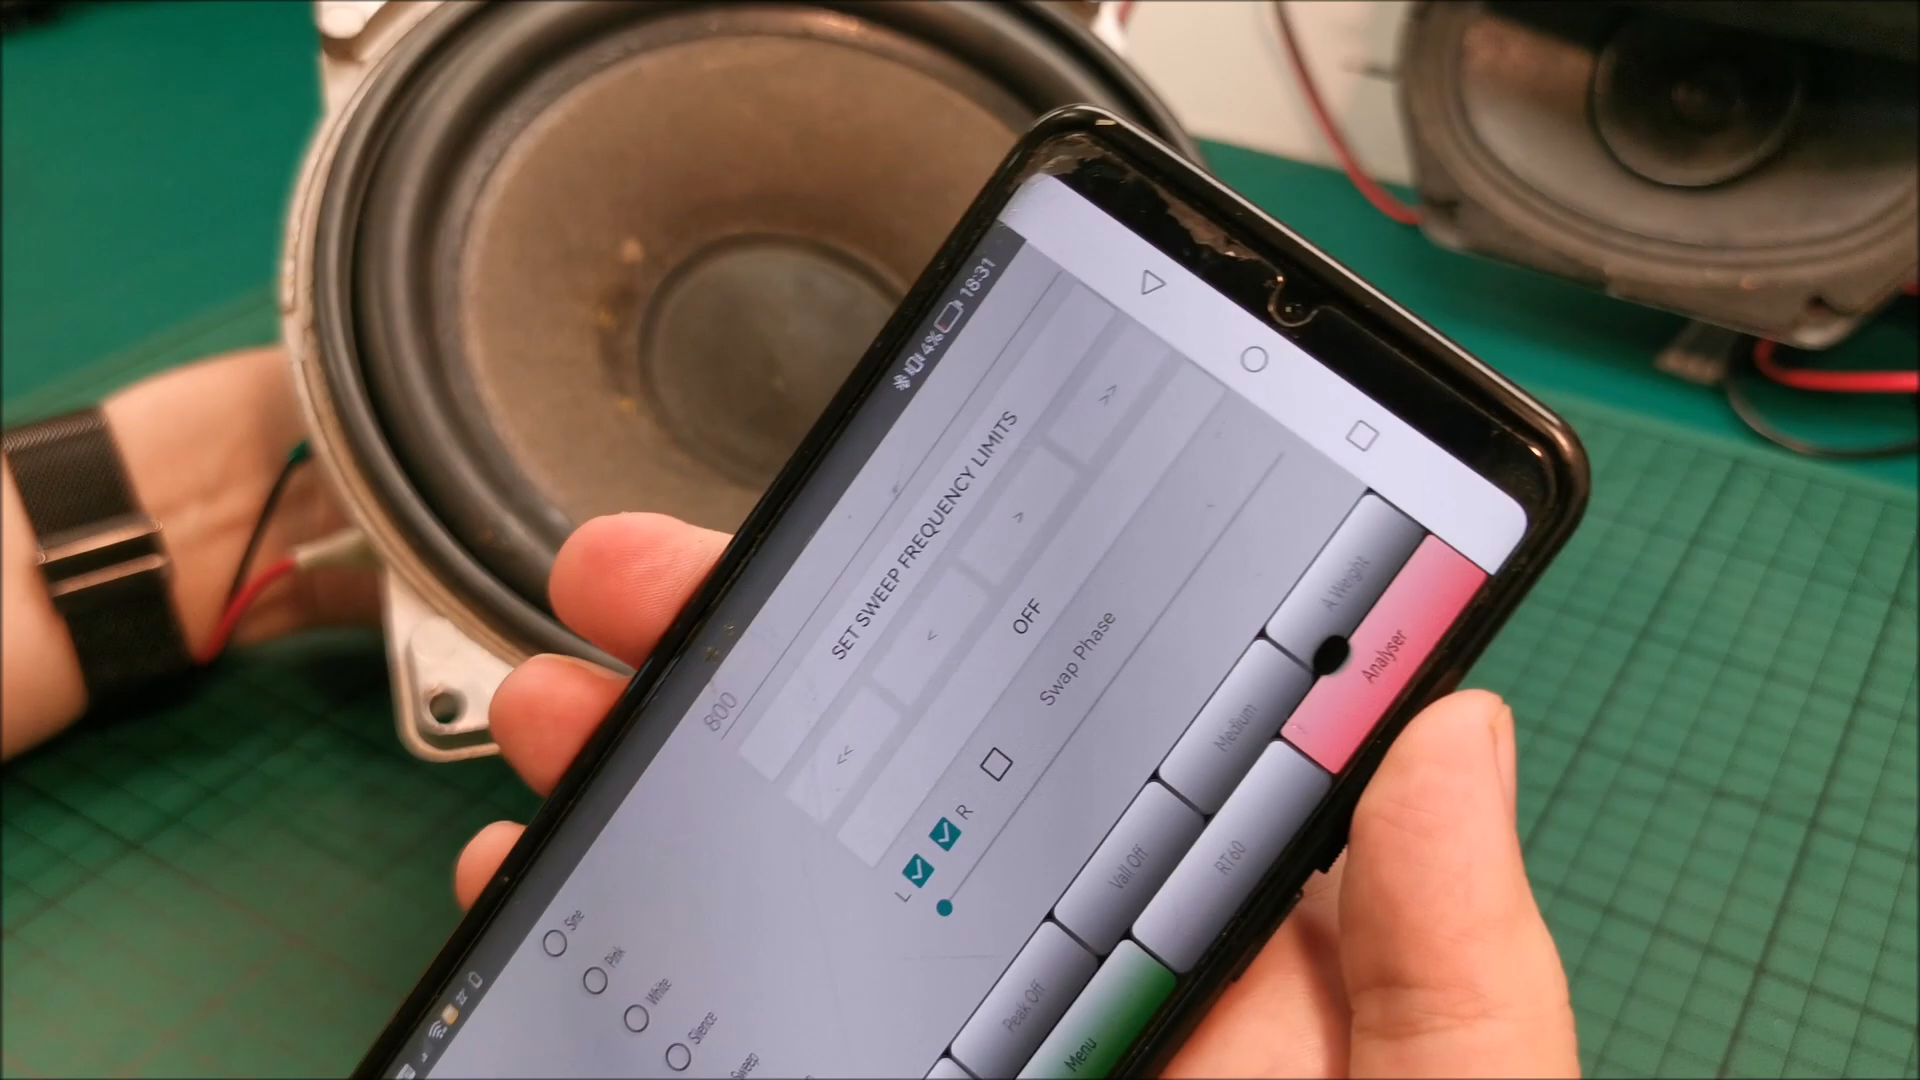 4% 18:31
800
SET SWEEP FREQUENCY LIMITS
<< < > >>
OFF
L R Swap Phase
Sine
Pink
White
Silence
Sweep
Peak Off Vall Off Medium A Weight
Menu RT60 Analyser